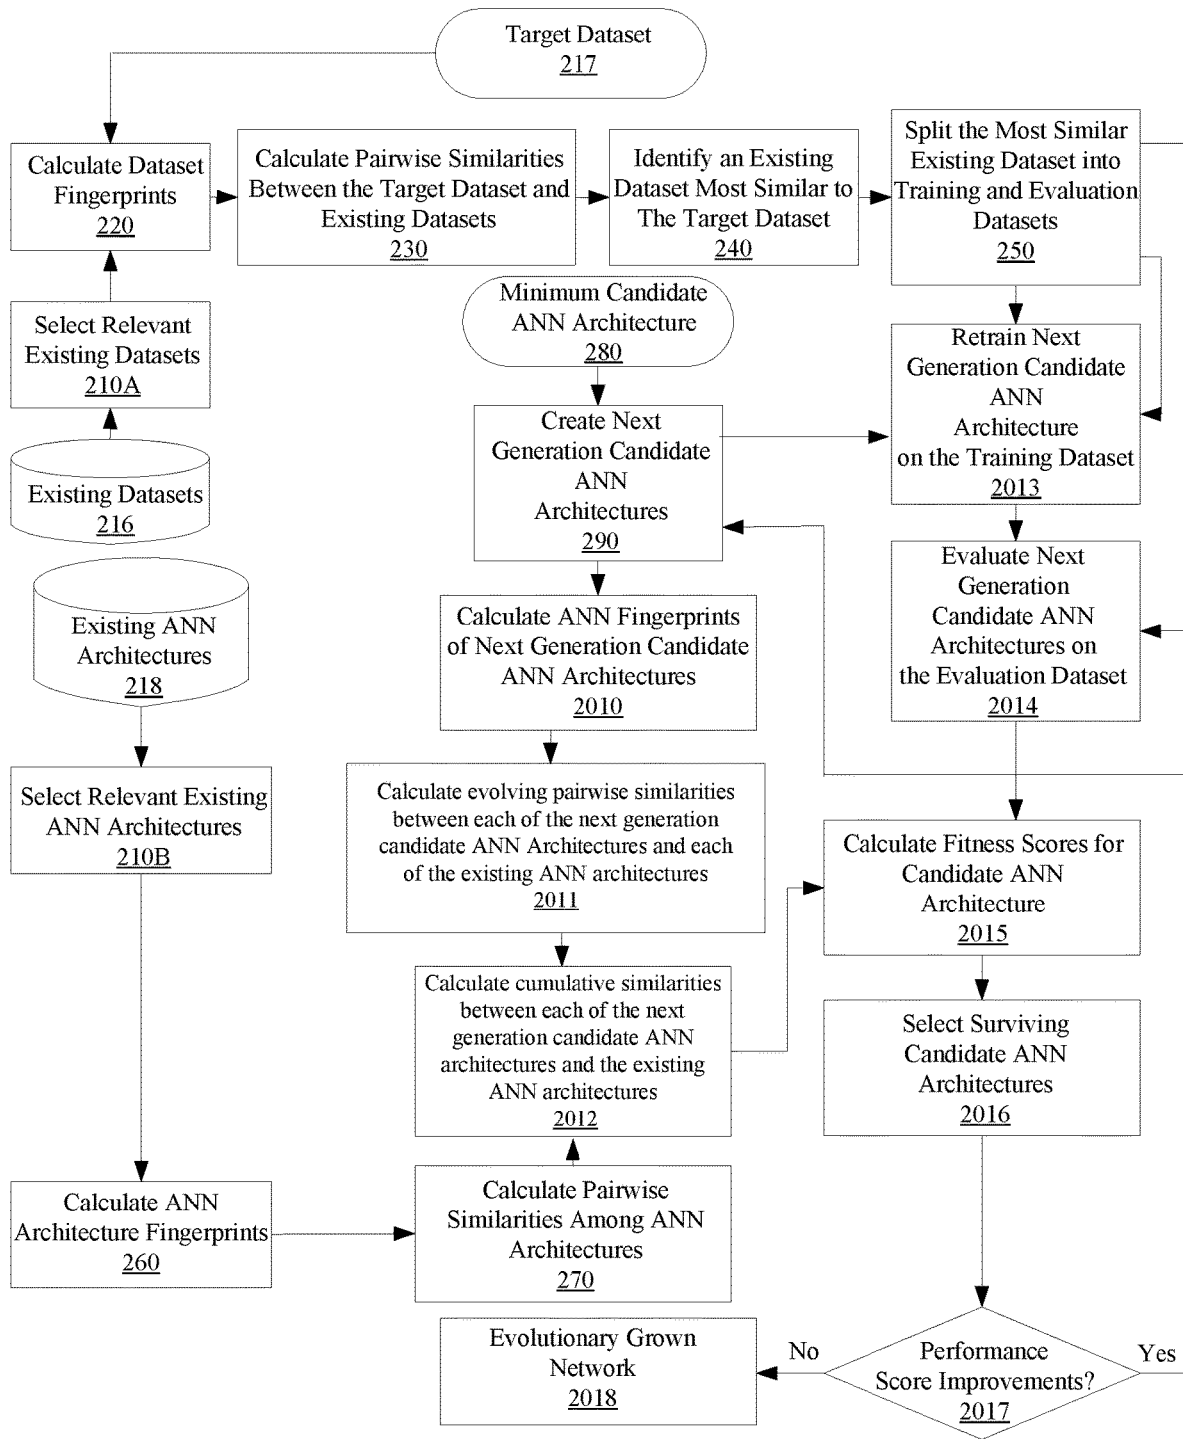 Target Dataset
217
Calculate Dataset
Fingerprints
220
Calculate Pairwise Similarities
Between the Target Dataset and
Existing Datasets
230
Identify an Existing
Dataset Most Similar to
The Target Dataset
240
Split the Most Similar
Existing Dataset into
Training and Evaluation
Datasets
250
Select Relevant
Existing Datasets
210A
Existing Datasets
216
Minimum Candidate
ANN Architecture
280
Create Next
Generation Candidate
ANN
Architectures
290
Retrain Next
Generation Candidate
ANN
Architecture
on the Training Dataset
2013
Evaluate Next
Generation
Candidate ANN
Architectures on
the Evaluation Dataset
2014
Existing ANN
Architectures
218
Calculate ANN Fingerprints
of Next Generation Candidate
ANN Architectures
2010
Select Relevant Existing
ANN Architectures
210B
Calculate evolving pairwise similarities
between each of the next generation
candidate ANN Architectures and each
of the existing ANN architectures
2011
Calculate Fitness Scores for
Candidate ANN
Architecture
2015
Calculate cumulative similarities
between each of the next
generation candidate ANN
architectures and the existing
ANN architectures
2012
Select Surviving
Candidate ANN
Architectures
2016
Calculate ANN
Architecture Fingerprints
260
Calculate Pairwise
Similarities Among ANN
Architectures
270
Evolutionary Grown
Network
2018
No
Performance
Score Improvements?
2017
Yes